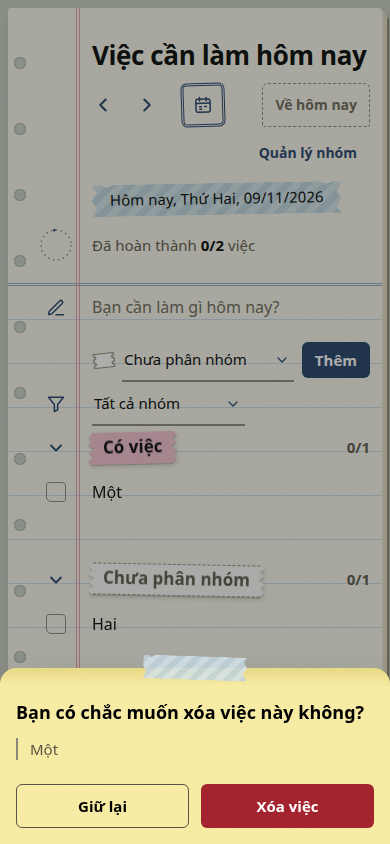 Việc cần làm hôm nay
Về hôm nay
Quản lý nhóm
Hôm nay, Thứ Hai, 09/11/2026
Đã hoàn thành 0/2 việc
Bạn cần làm gì hôm nay?
Chưa phân nhóm
Thêm
Tất cả nhóm
Có việc 0/1
Một
Chưa phân nhóm 0/1
Hai
Bạn có chắc muốn xóa việc này không?
Một
Giữ lại Xóa việc